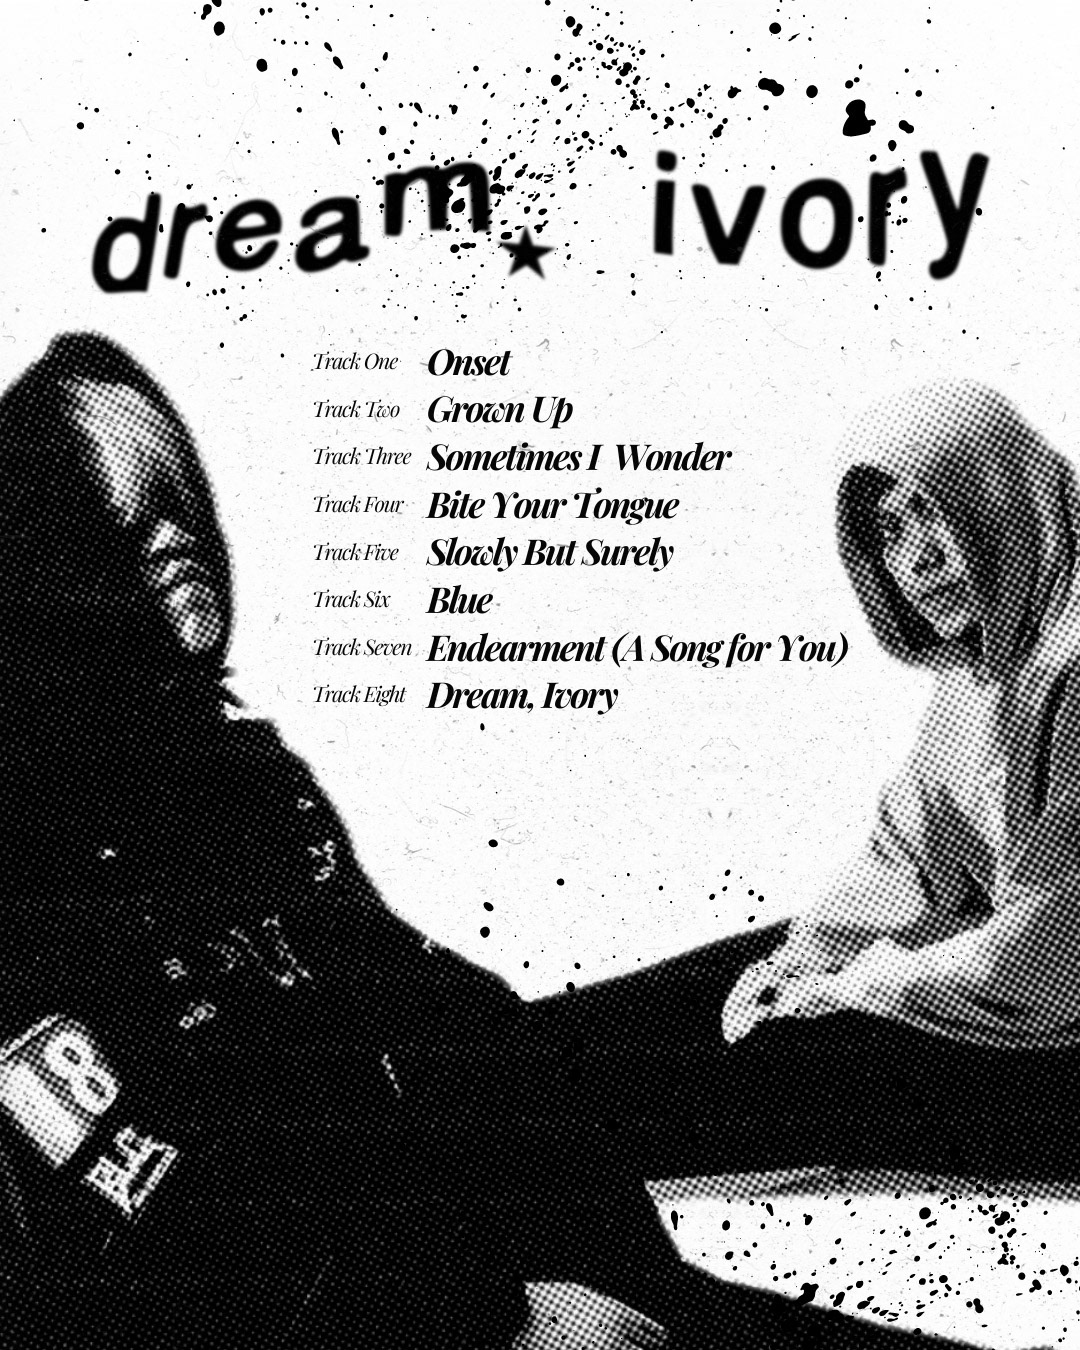 dream ★ ivory
Track One Onset
Track Two Grown Up
Track Three Sometimes I Wonder
Track Four Bite Your Tongue
Track Five Slowly But Surely
Track Six Blue
Track Seven Endearment (A Song for You)
Track Eight Dream, Ivory
8